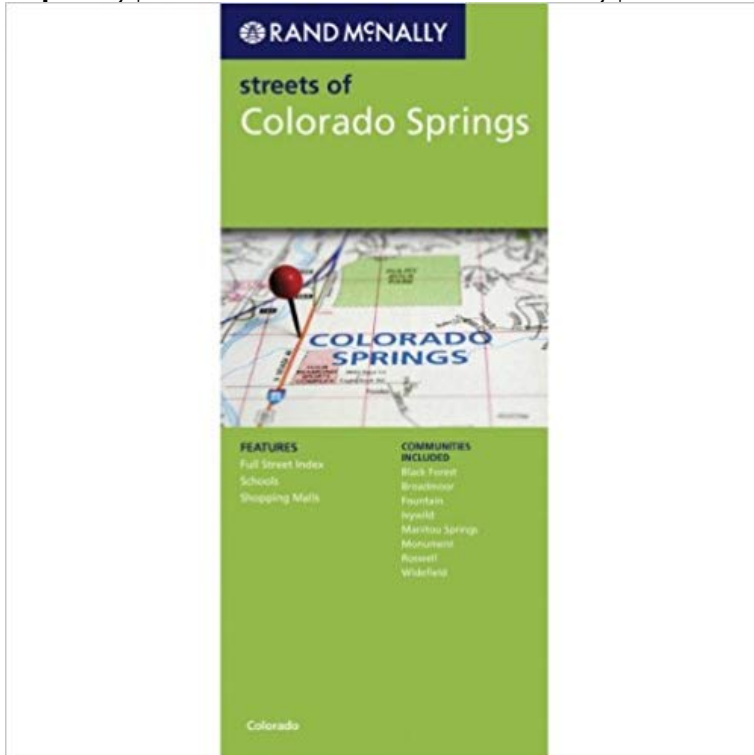 RAND McNALLY
streets of
Colorado Springs
COLORADO
SPRINGS
FEATURES
Full Street Index
Schools
Shopping Malls
COMMUNITIES
INCLUDED
Black Forest
Broadmoor
Fountain
Ivywild
Manitou Springs
Monument
Roswell
Widefield
Colorado